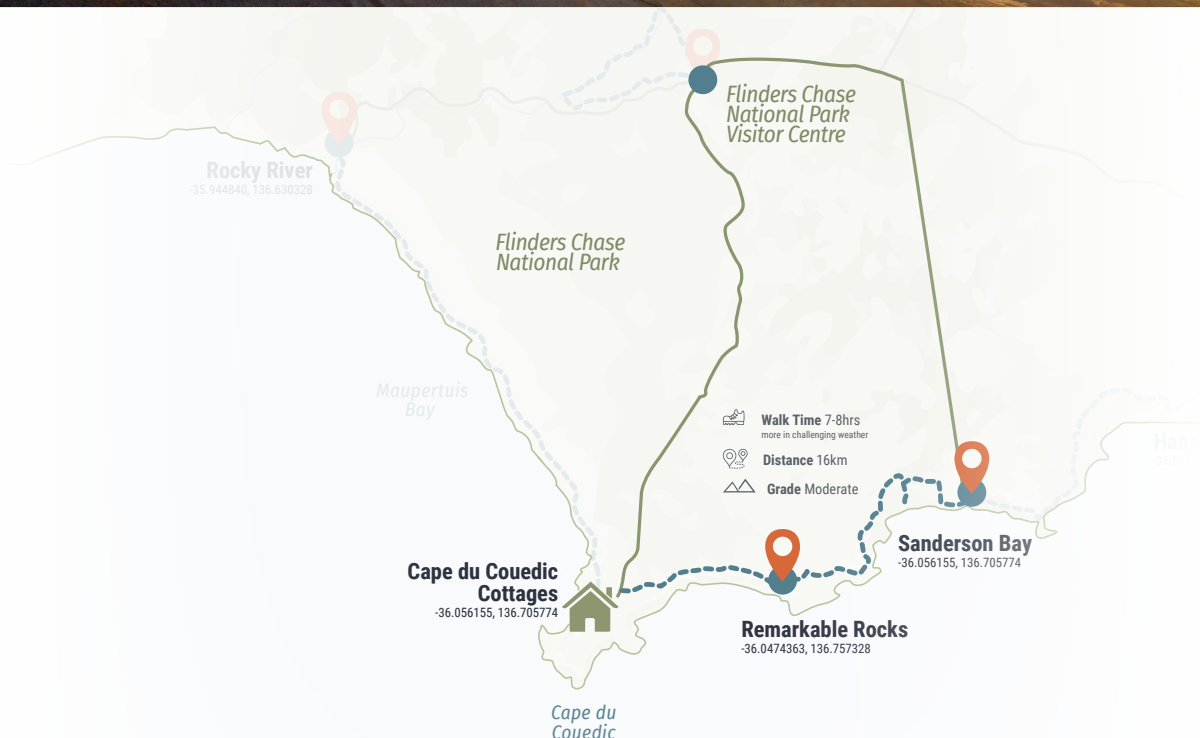 Flinders Chase
National Park
Visitor Centre
Rocky River
-35.944840, 136.630328
Flinders Chase
National Park
Maupertuis
Bay
Walk Time 7-8hrs
more in challenging weather
Distance 16km
Grade Moderate
Sanderson Bay
-36.056155, 136.705774
Cape du Couedic
Cottages
-36.056155, 136.705774
Remarkable Rocks
-36.0474363, 136.757328
Cape du
Couedic